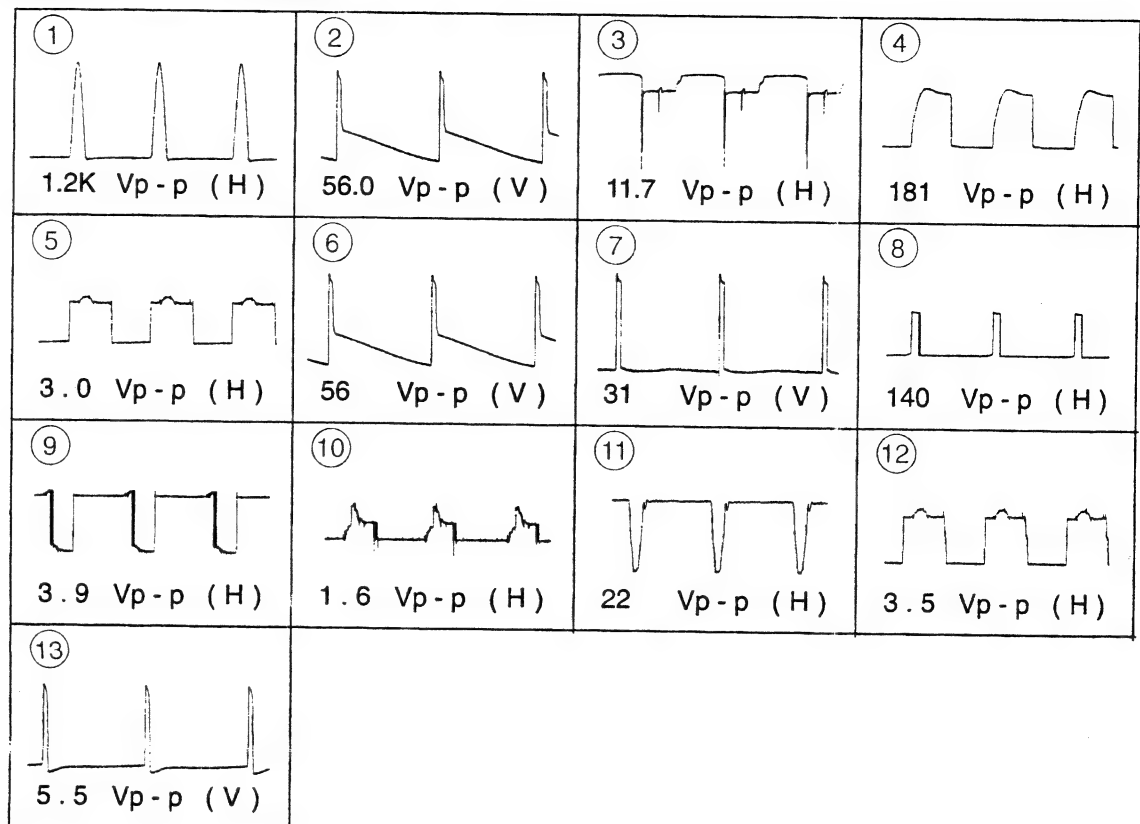 1 2 3 4
1.2K Vp-p (H) 56.0 Vp-p (V) 11.7 Vp-p (H) 181 Vp-p (H)
5 6 7 8
3.0 Vp-p (H) 56 Vp-p (V) 31 Vp-p (V) 140 Vp-p (H)
9 10 11 12
3.9 Vp-p (H) 1.6 Vp-p (H) 22 Vp-p (H) 3.5 Vp-p (H)
13
5.5 Vp-p (V)